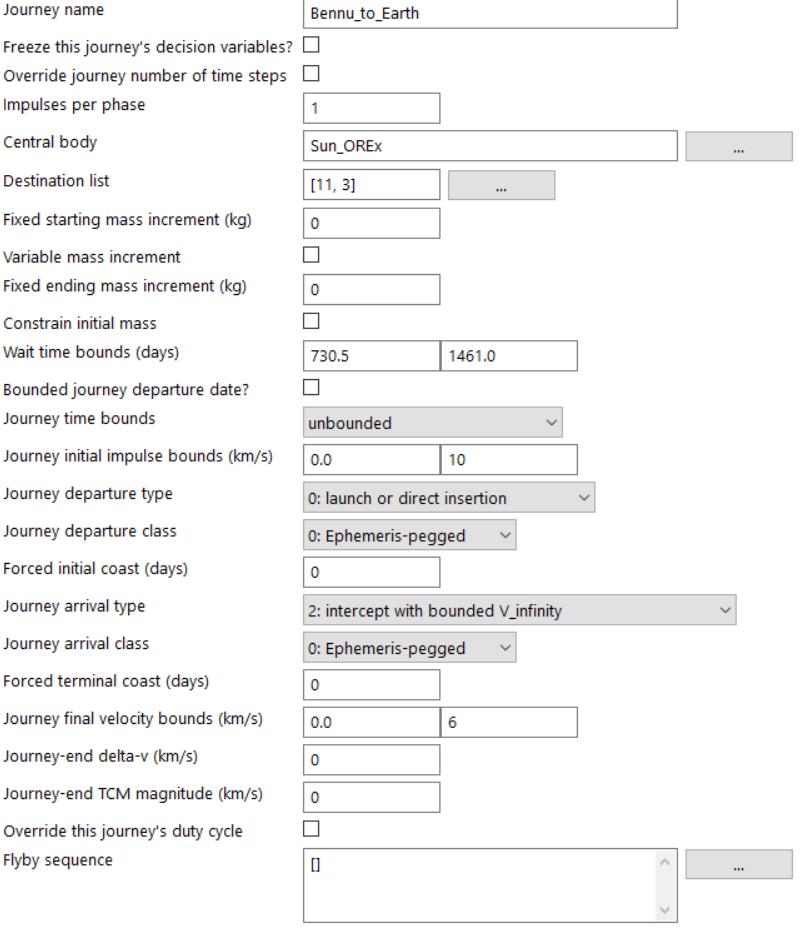 Journey name Bennu_to_Earth
Freeze this journey's decision variables?
Override journey number of time steps
Impulses per phase 1
Central body Sun_OREx ...
Destination list [11, 3] ...
Fixed starting mass increment (kg) 0
Variable mass increment
Fixed ending mass increment (kg) 0
Constrain initial mass
Wait time bounds (days) 730.5 1461.0
Bounded journey departure date?
Journey time bounds unbounded
Journey initial impulse bounds (km/s) 0.0 10
Journey departure type 0: launch or direct insertion
Journey departure class 0: Ephemeris-pegged
Forced initial coast (days) 0
Journey arrival type 2: intercept with bounded V_infinity
Journey arrival class 0: Ephemeris-pegged
Forced terminal coast (days) 0
Journey final velocity bounds (km/s) 0.0 6
Journey-end delta-v (km/s) 0
Journey-end TCM magnitude (km/s) 0
Override this journey's duty cycle
Flyby sequence [] ...